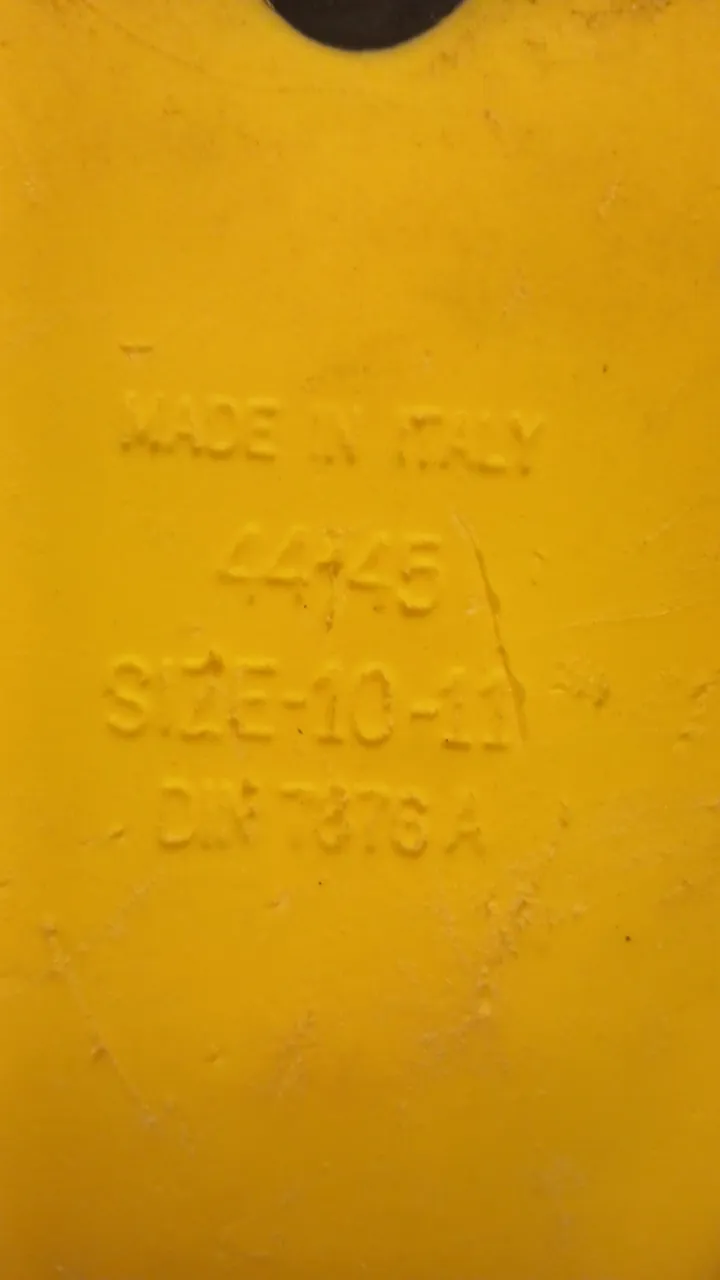 MADE IN ITALY
44-45
SIZE-10-11
DIN 7876 A